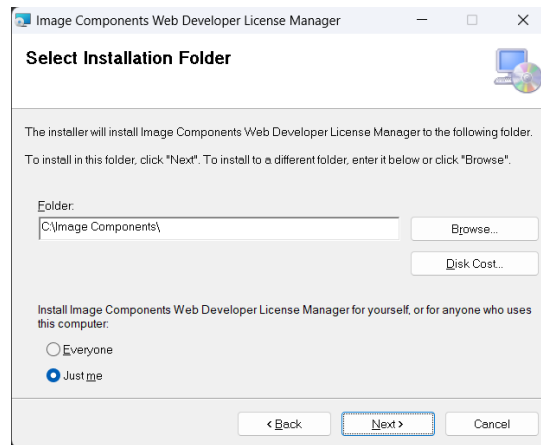 Image Components Web Developer License Manager
Select Installation Folder
The installer will install Image Components Web Developer License Manager to the following folder.
To install in this folder, click "Next". To install to a different folder, enter it below or click "Browse".
Folder:
C:\Image Components\
Browse...
Disk Cost...
Install Image Components Web Developer License Manager for yourself, or for anyone who uses
this computer:
Everyone
Just me
< Back
Next >
Cancel